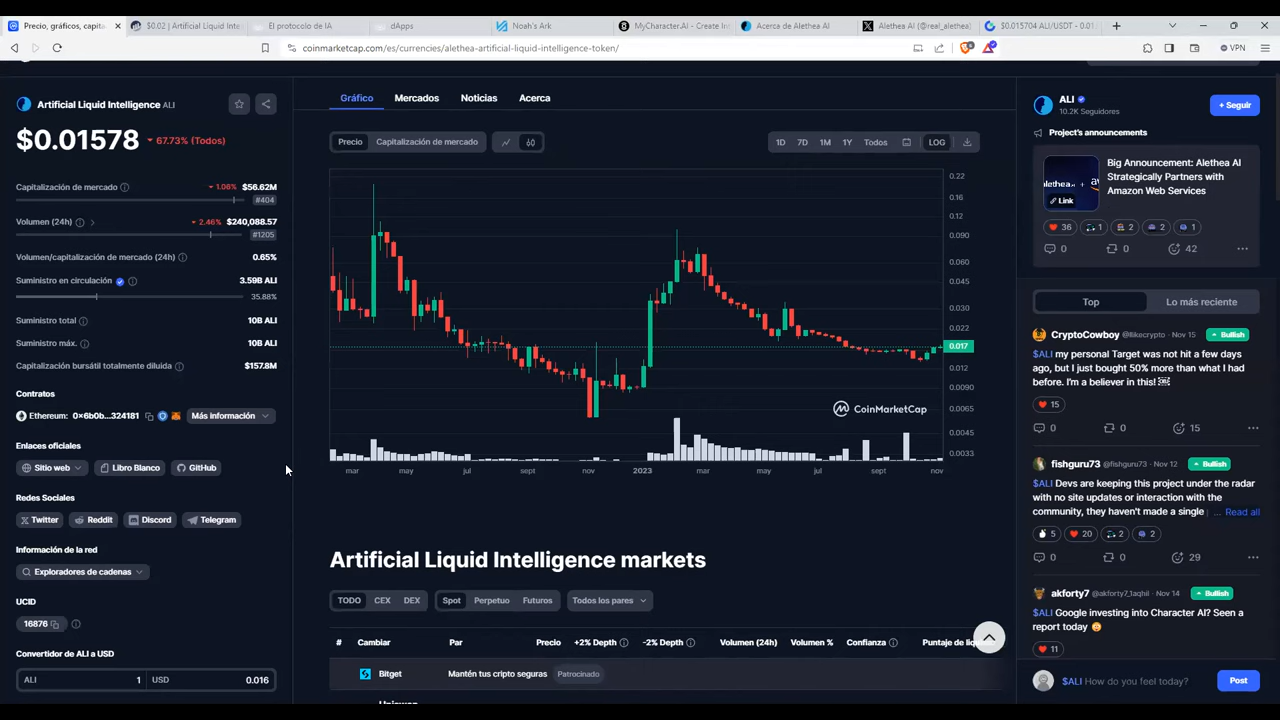 Precio, gráficos, capita
$0.02 | Artificial Liquid Inte
El protocolo de IA
dApps
Noah's Ark
MyCharacter.AI - Create In
Acerca de Alethea AI
Alethea AI (@real_alethea)
$0.015704 ALI/USDT - 0.01
coinmarketcap.com/es/currencies/alethea-artificial-liquid-intelligence-token/
VPN
Artificial Liquid Intelligence ALI
$0.01578
67.73% (Todos)
Capitalización de mercado
1.06% $56.62M
#404
Volumen (24h)
2.46% $240,088.57
#1205
Volumen/capitalización de mercado (24h)
0.65%
Suministro en circulación
3.59B ALI
35.88%
Suministro total
10B ALI
Suministro máx.
10B ALI
Capitalización bursátil totalmente diluida
$157.8M
Contratos
Ethereum: 0x6b0b...324181
Más información
Enlaces oficiales
Sitio web
Libro Blanco
GitHub
Redes Sociales
Twitter
Reddit
Discord
Telegram
Información de la red
Exploradores de cadenas
UCID
16876
Convertidor de ALI a USD
ALI 1
USD 0.016
Gráfico
Mercados
Noticias
Acerca
Precio
Capitalización de mercado
1D 7D 1M 1Y Todos
LOG
0.22
0.16
0.12
0.090
0.060
0.045
0.030
0.022
0.017
0.012
0.0090
0.0065
0.0045
0.0033
CoinMarketCap
mar may jul sept nov 2023 mar may jul sept nov
Artificial Liquid Intelligence markets
TODO CEX DEX
Spot Perpetuo Futuros
Todos los pares
# Cambiar Par Precio +2% Depth -2% Depth Volumen (24h) Volumen % Confianza
Bitget
Mantén tus cripto seguras
Patrocinado
ALI
10.2K Seguidores
+ Seguir
Project's announcements
Big Announcement: Alethea AI
Strategically Partners with
Amazon Web Services
Link
36 1 2 2 1
0 0 42
Top
Lo más reciente
CryptoCowboy @Ilikecrypto · Nov 15
Bullish
$ALI my personal Target was not hit a few days
ago, but I just bought 50% more than what I had
before. I'm a believer in this!
15
0 0 15
fishguru73 @fishguru73 · Nov 12
Bullish
$ALI Devs are keeping this project under the radar
with no site updates or interaction with the
community, they haven't made a single ... Read all
5 20 2 2
0 0 29
akforty7 @akforty7_1aqhil · Nov 14
Bullish
$ALI Google investing into Character AI? Seen a
report today
11
$ALI How do you feel today?
Post